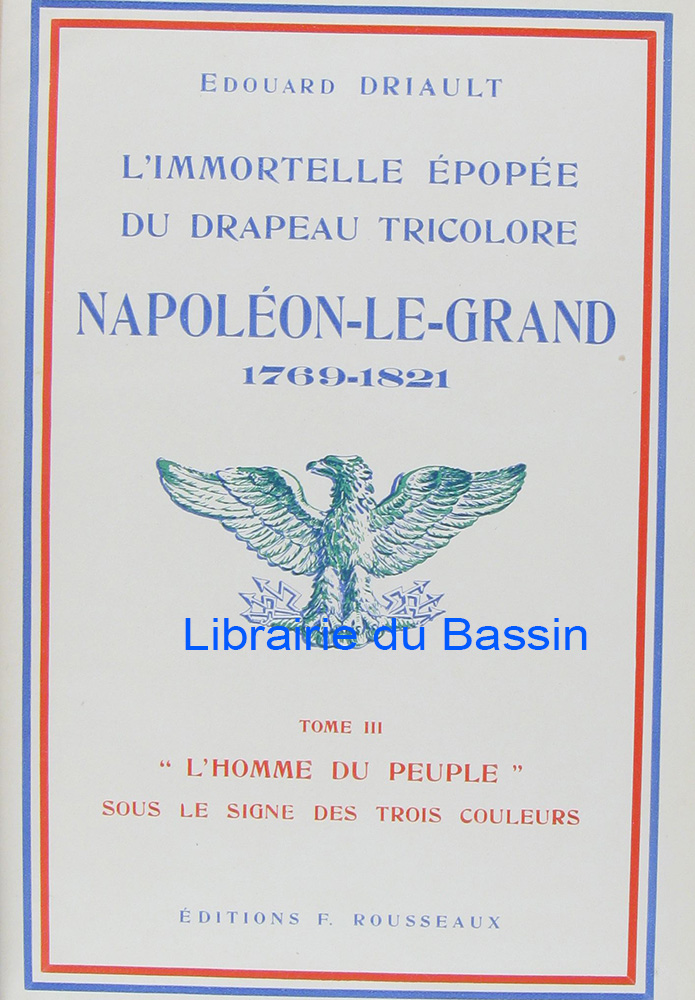 EDOUARD DRIAULT
L'IMMORTELLE ÉPOPÉE
DU DRAPEAU TRICOLORE
NAPOLÉON-LE-GRAND
1769-1821
Librairie du Bassin
TOME III
“ L'HOMME DU PEUPLE ”
SOUS LE SIGNE DES TROIS COULEURS
ÉDITIONS F. ROUSSEAUX